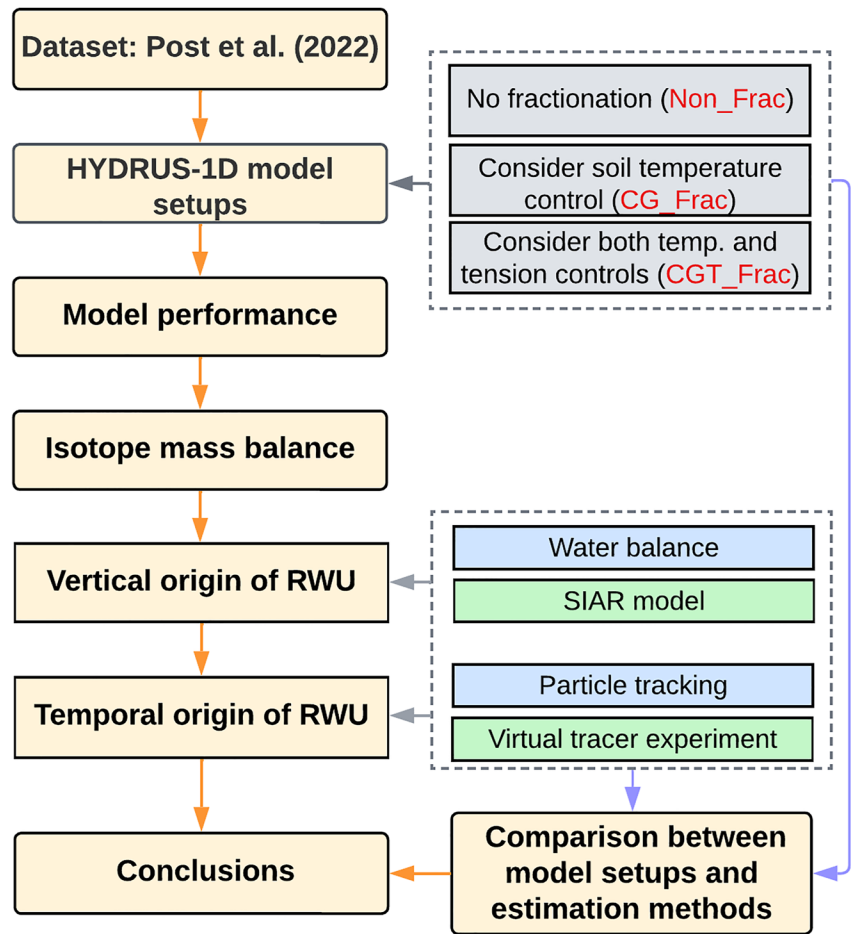 Dataset: Post et al. (2022)
HYDRUS-1D model
setups
No fractionation (Non_Frac)
Consider soil temperature
control (CG_Frac)
Consider both temp. and
tension controls (CGT_Frac)
Model performance
Isotope mass balance
Vertical origin of RWU
Water balance
SIAR model
Temporal origin of RWU
Particle tracking
Virtual tracer experiment
Conclusions
Comparison between
model setups and
estimation methods